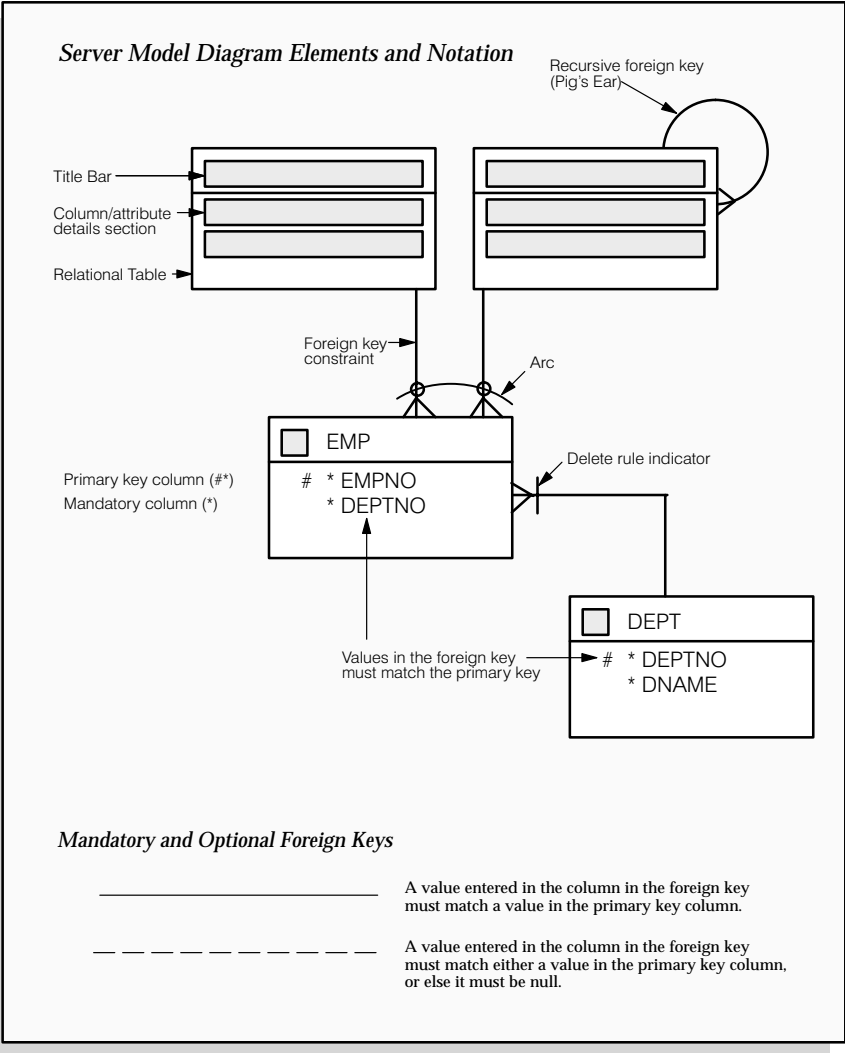 Server Model Diagram Elements and Notation
Recursive foreign key
(Pig's Ear)
Title Bar
Column/attribute
details section
Relational Table
Foreign key
constraint
Arc
EMP
Delete rule indicator
Primary key column (#*)
# * EMPNO
Mandatory column (*)
* DEPTNO
DEPT
Values in the foreign key
must match the primary key
# * DEPTNO
* DNAME
Mandatory and Optional Foreign Keys
A value entered in the column in the foreign key
must match a value in the primary key column.
A value entered in the column in the foreign key
must match either a value in the primary key column,
or else it must be null.